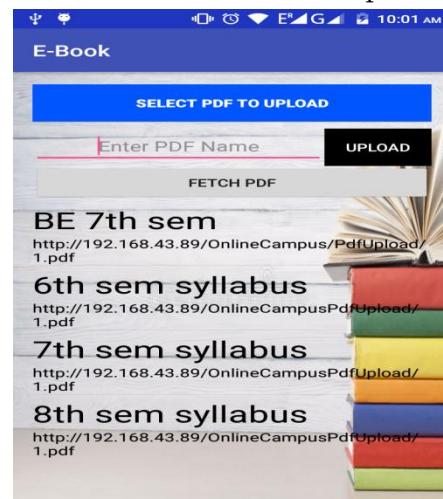 E G 10:01 AM
E-Book
SELECT PDF TO UPLOAD
Enter PDF Name UPLOAD
FETCH PDF
BE 7th sem
http://192.168.43.89/OnlineCampus/PdfUpload/
1.pdf
6th sem syllabus
http://192.168.43.89/OnlineCampusPdfUpload/
1.pdf
7th sem syllabus
http://192.168.43.89/OnlineCampusPdfUpload/
1.pdf
8th sem syllabus
http://192.168.43.89/OnlineCampusPdfUpload/
1.pdf